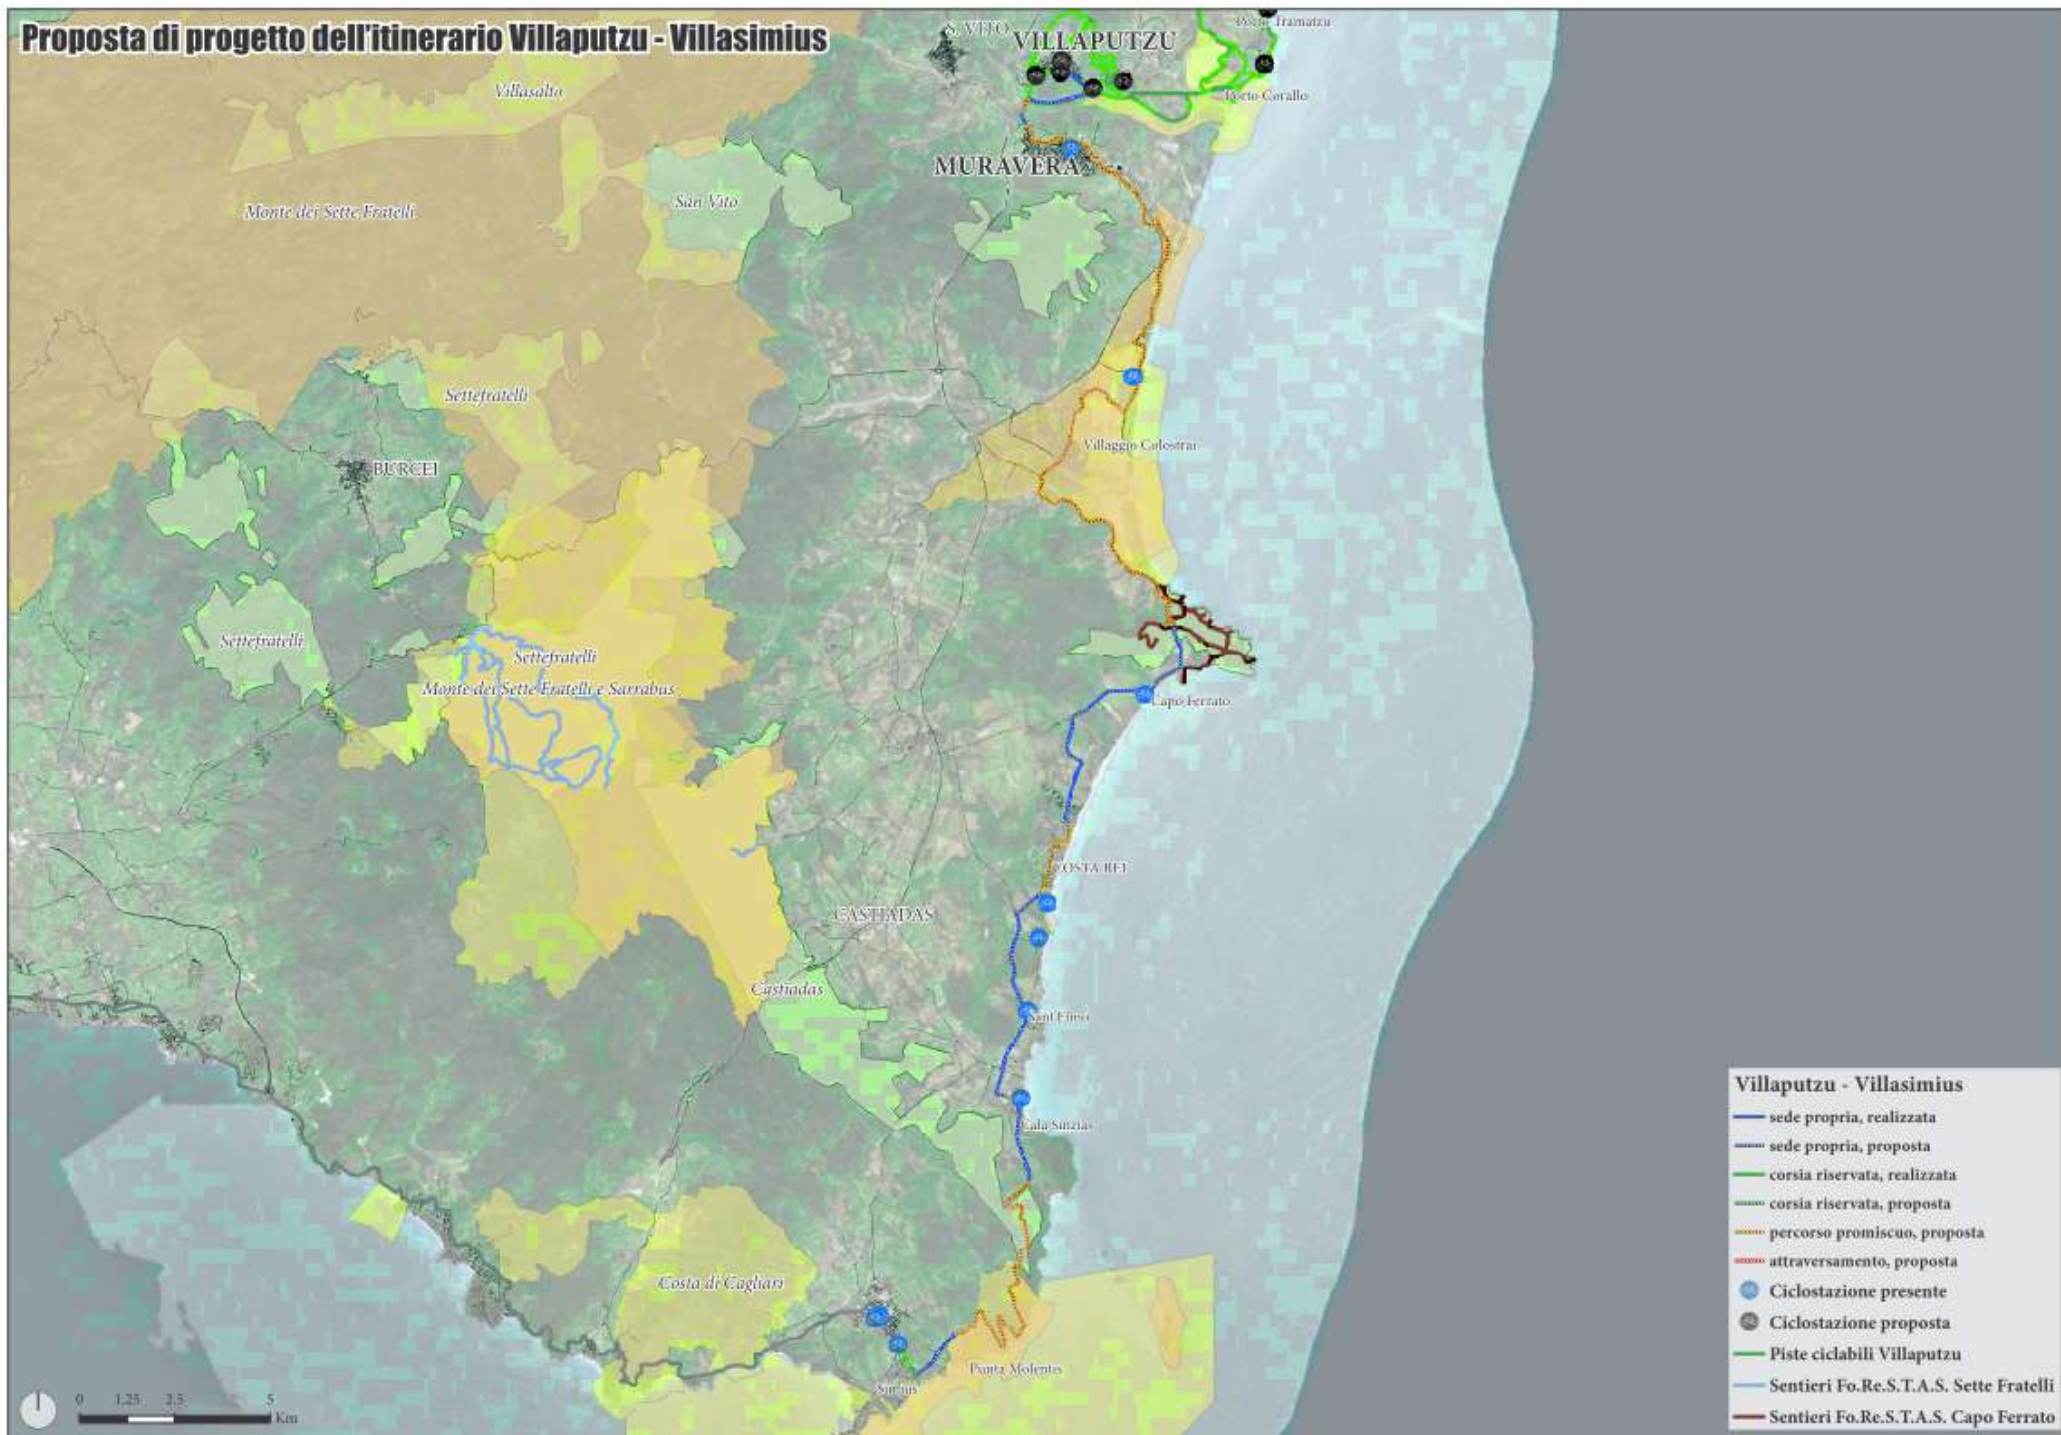 Proposta di progetto dell'itinerario Villaputzu - Villasimius
S. VITO
VILLAPUTZU
Porto Tramatzu
Porto Corallo
Villasalto
MURAVERA
Monte dei Sette Fratelli
San Vito
Settefratelli
Villaggio Colostrai
BURCEI
Settefratelli
Settefratelli
Monte dei Sette Fratelli e Sarrabus
Capo Ferrato
COSTA REI
CASTIADAS
Castiadas
Sant'Elmo
Cala Sinzias
Costa di Cagliari
Punta Molentis
Simius
0 1.25 2.5 5
Km
Villaputzu - Villasimius
sede propria, realizzata
sede propria, proposta
corsia riservata, realizzata
corsia riservata, proposta
percorso promiscuo, proposta
attraversamento, proposta
Ciclostazione presente
Ciclostazione proposta
Piste ciclabili Villaputzu
Sentieri Fo.Re.S.T.A.S. Sette Fratelli
Sentieri Fo.Re.S.T.A.S. Capo Ferrato